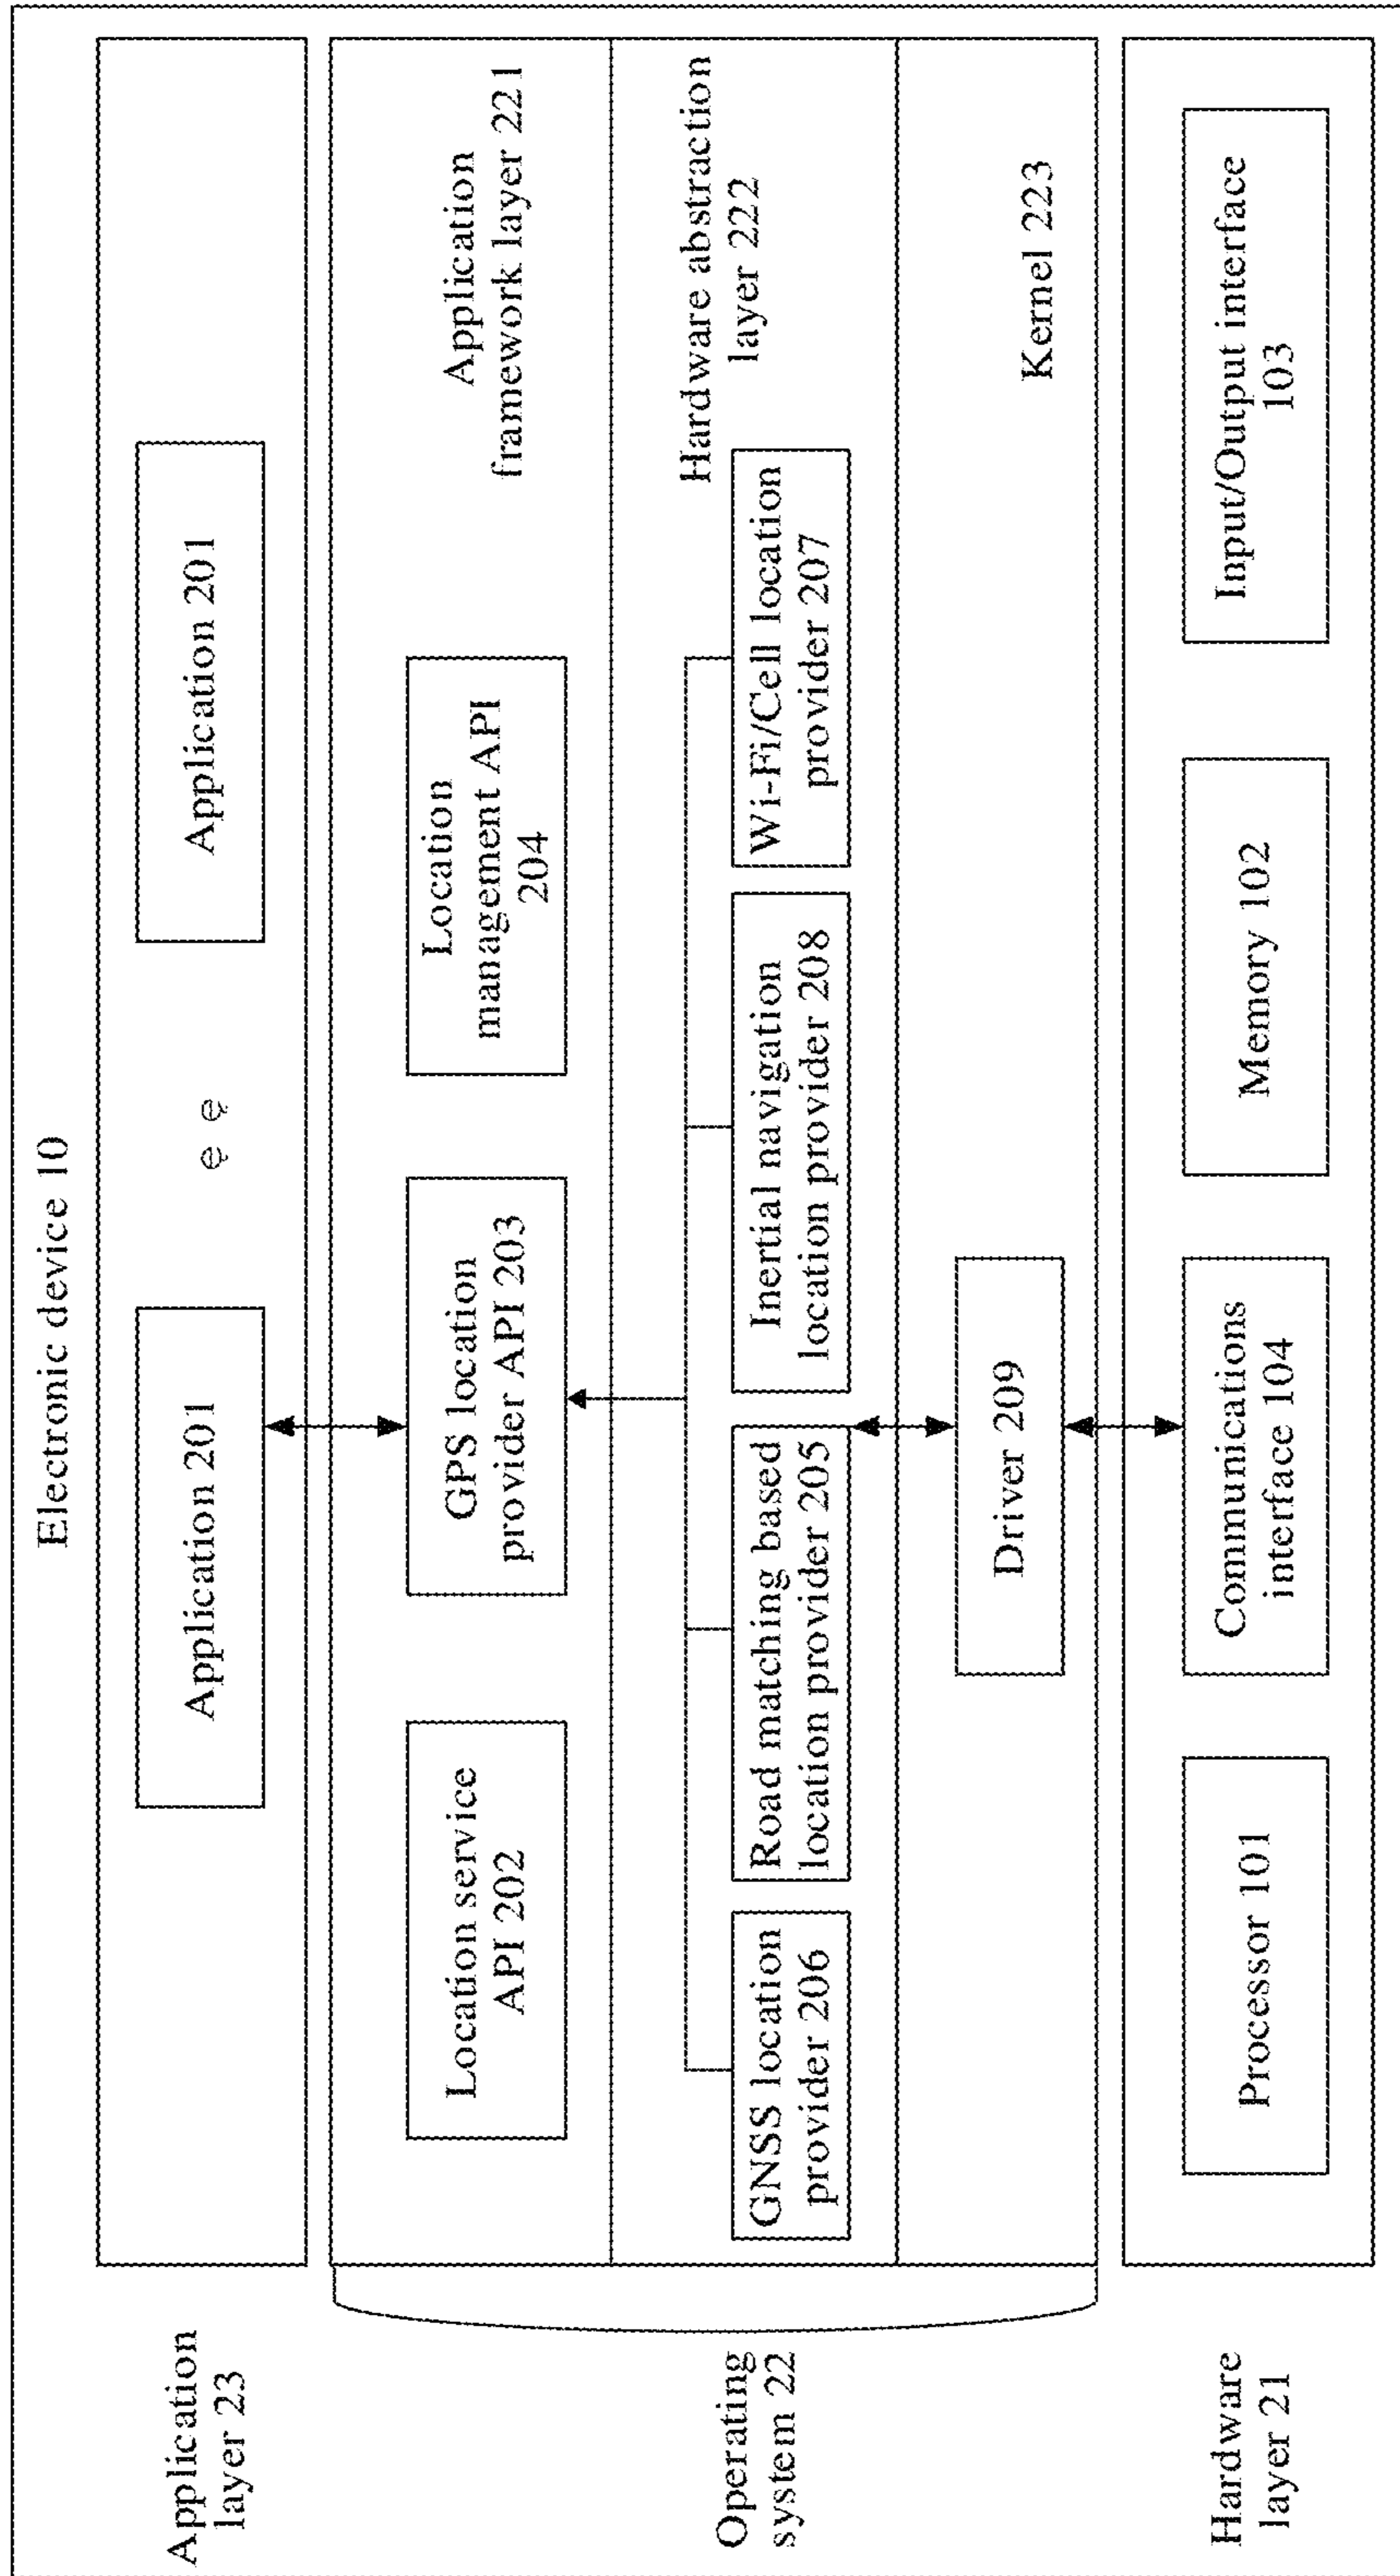 Electronic device 10
Application
layer 23
Application 201
Application 201
Operating
system 22
Location service
API 202
GPS location
provider API 203
Location
management API
204
Application
framework layer 221
Hardware abstraction
layer 222
GNSS location
provider 206
Road matching based
location provider 205
Inertial navigation
location provider 208
Wi-Fi/Cell location
provider 207
Driver 209
Kernel 223
Hardware
layer 21
Processor 101
Communications
interface 104
Memory 102
Input/Output interface
103